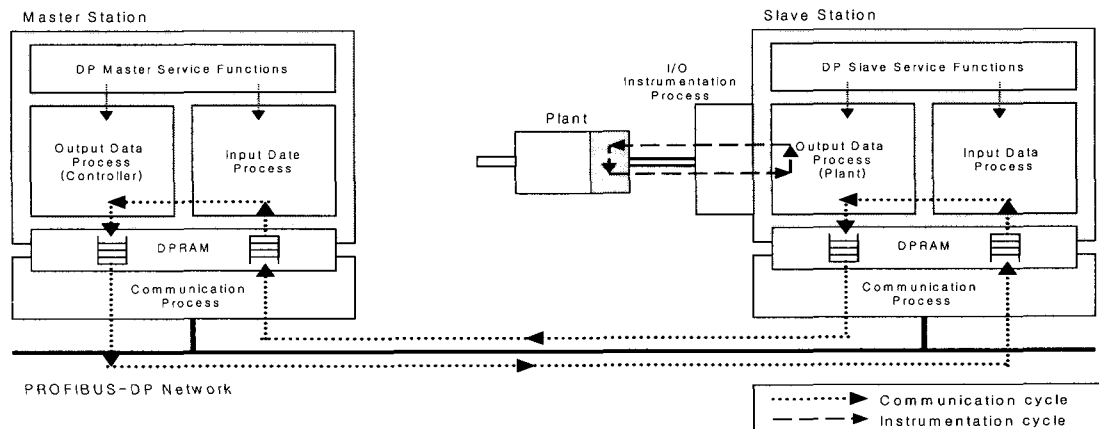 Master Station
DP Master Service Functions
Output Data
Process
(Controller)
Input Date
Process
DPRAM
Communication
Process
PROFIBUS-DP Network
Plant
I/O
Instrumentation
Process
Slave Station
DP Slave Service Functions
Output Data
Process
(Plant)
Input Data
Process
DPRAM
Communication
Process
Communication cycle
Instrumentation cycle